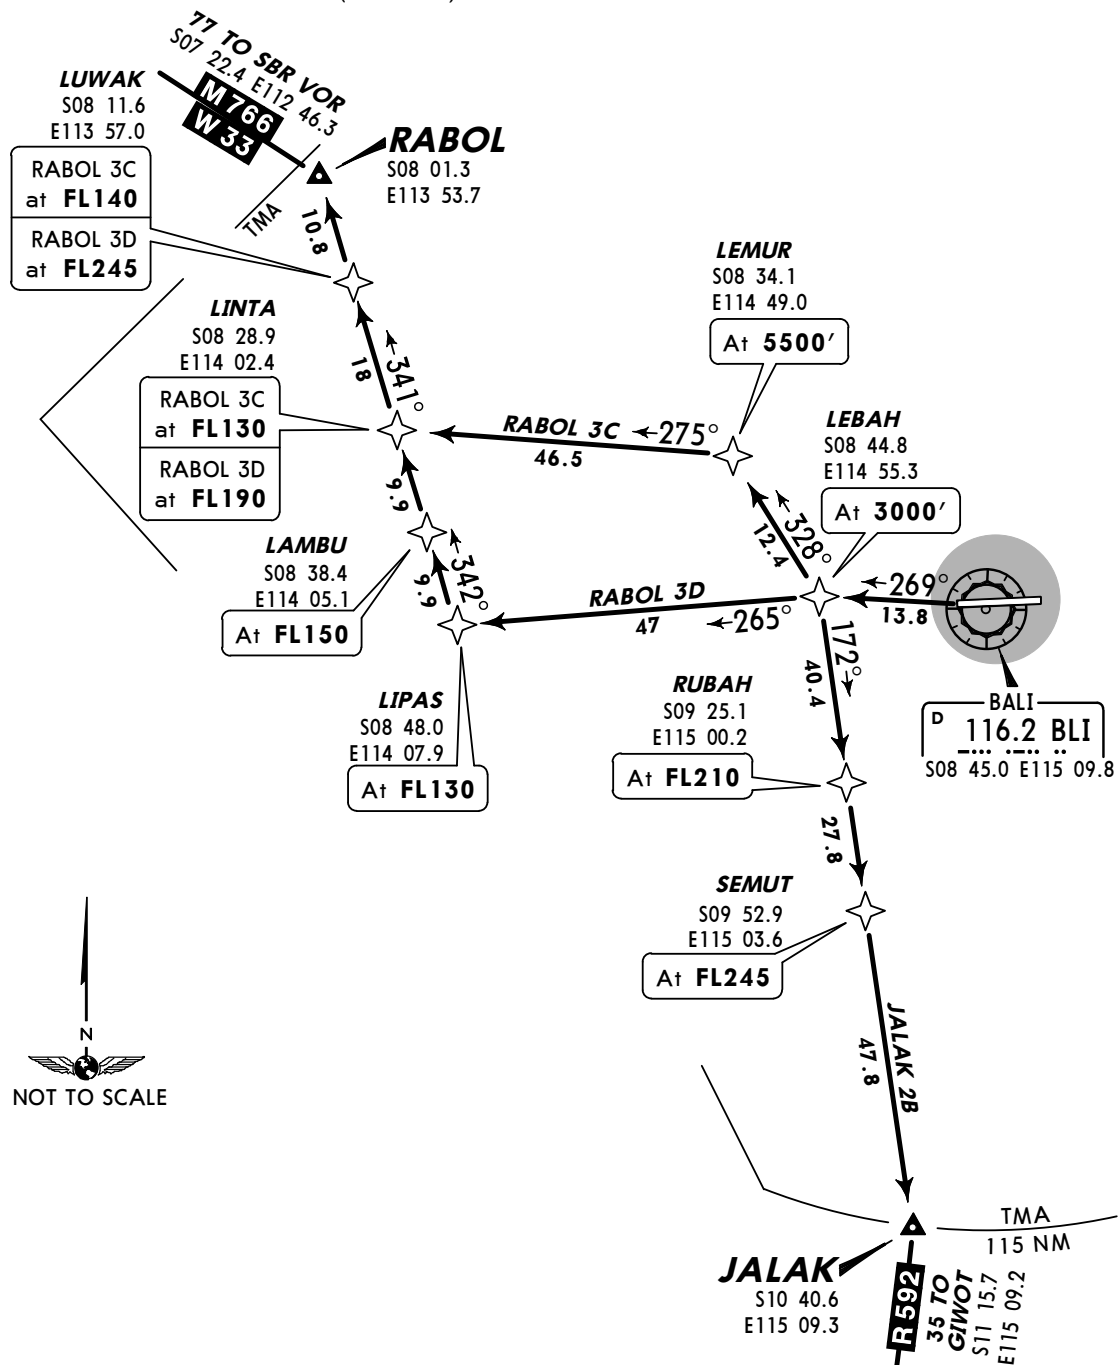 77 TO SBR VOR
S07 22.4 E112 46.3
M 766
W 33
LUWAK
S08 11.6
E113 57.0
RABOL 3C
at FL140
RABOL 3D
at FL245
RABOL
S08 01.3
E113 53.7
TMA
10.8
LEMUR
S08 34.1
E114 49.0
At 5500'
LINTA
S08 28.9
E114 02.4
RABOL 3C
at FL130
RABOL 3D
at FL190
18
341°
RABOL 3C
275°
46.5
LEBAH
S08 44.8
E114 55.3
At 3000'
9.9
328°
12.4
LAMBU
S08 38.4
E114 05.1
At FL150
342°
9.9
RABOL 3D
265°
47
269°
13.8
172°
40.4
LIPAS
S08 48.0
E114 07.9
At FL130
RUBAH
S09 25.1
E115 00.2
At FL210
BALI
D 116.2 BLI
S08 45.0 E115 09.8
27.8
SEMUT
S09 52.9
E115 03.6
At FL245
N
NOT TO SCALE
JALAK 2B
47.8
TMA
115 NM
JALAK
S10 40.6
E115 09.3
R 592
35 TO
GIWOT
S11 15.7
E115 09.2